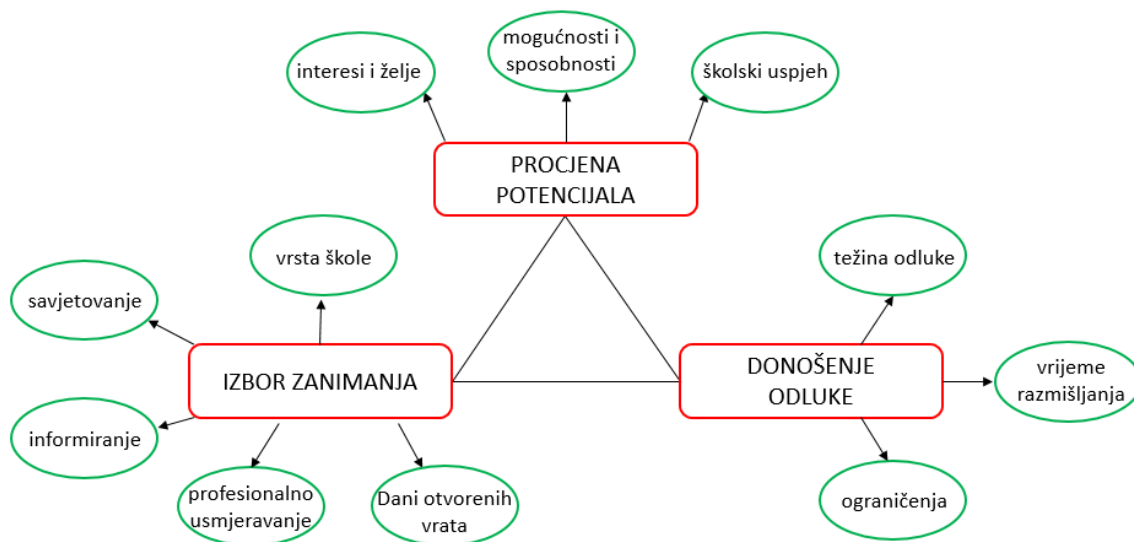 mogućnosti i
sposobnosti
interesi i želje
školski uspjeh
PROCJENA
POTENCIJALA
vrsta škole
težina odluke
savjetovanje
IZBOR ZANIMANJA
DONOŠENJE
ODLUKE
vrijeme
razmišljanja
informiranje
profesionalno
usmjeravanje
Dani otvorenih
vrata
ograničenja